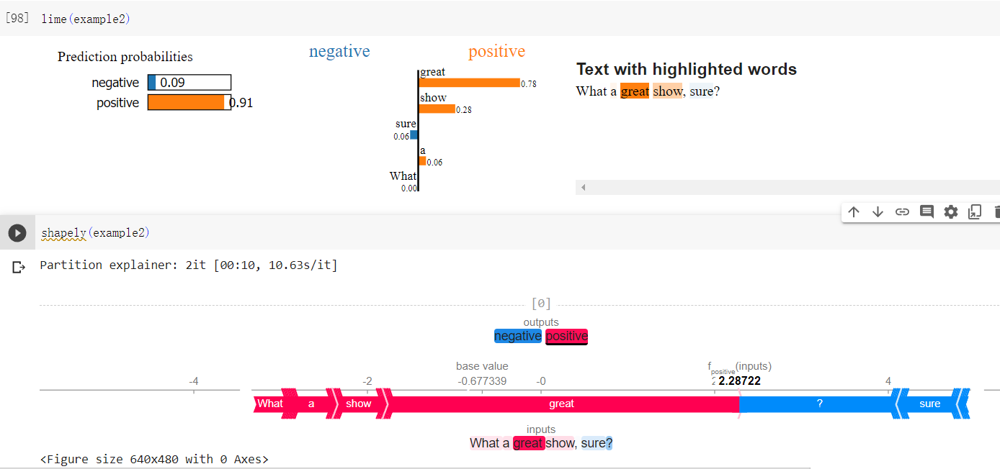 [98] lime(example2)
Prediction probabilities
negative 0.09
positive 0.91
negative positive
great
0.78
show
0.28
sure
0.06
a
0.06
What
0.00
Text with highlighted words
What a great show, sure?
shapely(example2)
Partition explainer: 2it [00:10, 10.63s/it]
[0]
outputs
negative positive
base value fpositive(inputs)
-4 -2 -0.677339 -0 2 2.28722 4
What a show great ? sure
inputs
What a great show, sure?
<Figure size 640x480 with 0 Axes>